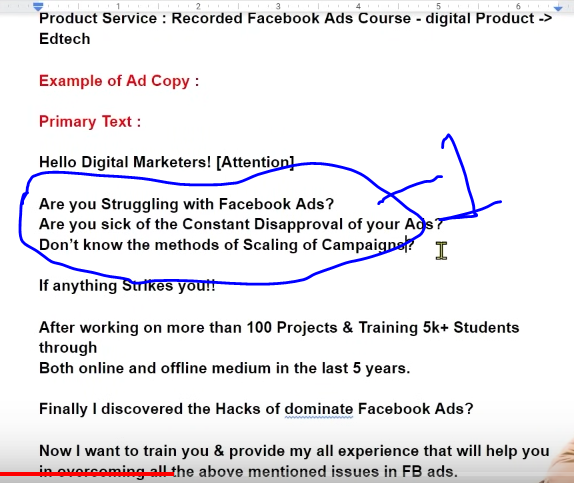 Product Service : Recorded Facebook Ads Course - digital Product ->
Edtech
Example of Ad Copy :
Primary Text :
Hello Digital Marketers! [Attention]
Are you Struggling with Facebook Ads?
Are you sick of the Constant Disapproval of your Ads?
Don't know the methods of Scaling of Campaigns?
If anything Strikes you!!
After working on more than 100 Projects & Training 5k+ Students
through
Both online and offline medium in the last 5 years.
Finally I discovered the Hacks of dominate Facebook Ads?
Now I want to train you & provide my all experience that will help you
in overcoming all the above mentioned issues in FB ads.